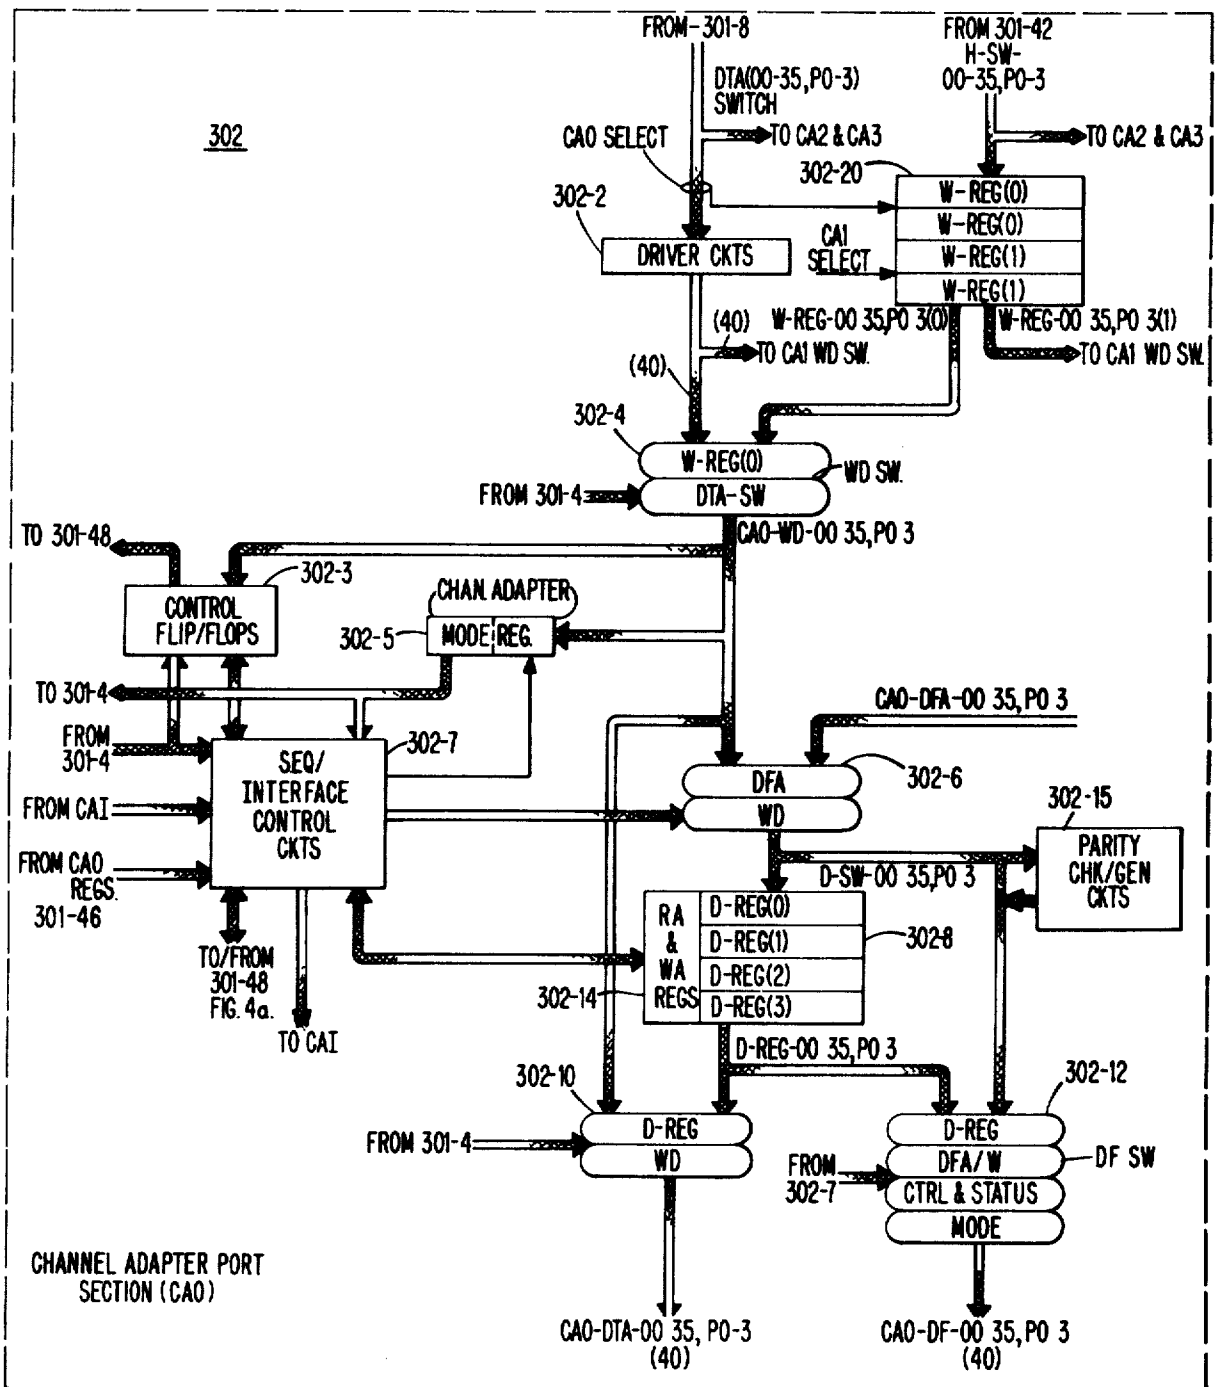 FROM-301-8
FROM 301-42
H-SW-
00-35,P0-3
DTA(00-35,P0-3)
SWITCH
302
TO CA2 & CA3
TO CA2 & CA3
CA0 SELECT
302-20
302-2
W-REG(0)
W-REG(0)
W-REG(1)
W-REG(1)
CA1
SELECT
DRIVER CKTS
(40)
W-REG-00 35,P0 3(0)
W-REG-00 35,P0 3(1)
TO CA1 WD SW.
TO CA1 WD SW.
(40)
302-4
W-REG(0)
WD SW.
FROM 301-4
DTA-SW
CA0-WD-00 35,P0 3
TO 301-48
302-3
CONTROL
FLIP/FLOPS
CHAN. ADAPTER
302-5
MODE REG.
TO 301-4
CA0-DFA-00 35,P0 3
FROM
301-4
302-7
SEQ/
INTERFACE
CONTROL
CKTS
DFA
WD
302-6
302-15
FROM CA1
PARITY
CHK/GEN
CKTS
FROM CA0
REGS.
301-46
D-SW-00 35,P0 3
RA
&
WA
REGS
D-REG(0)
D-REG(1)
D-REG(2)
D-REG(3)
302-8
302-14
TO/FROM
301-48
FIG. 4a.
TO CA1
D-REG-00 35,P0 3
302-10
302-12
FROM 301-4
D-REG
WD
D-REG
DFA/W
CTRL & STATUS
MODE
DF SW
FROM
302-7
CHANNEL ADAPTER PORT
SECTION (CA0)
CA0-DTA-00 35, P0-3
(40)
CA0-DF-00 35, P0 3
(40)